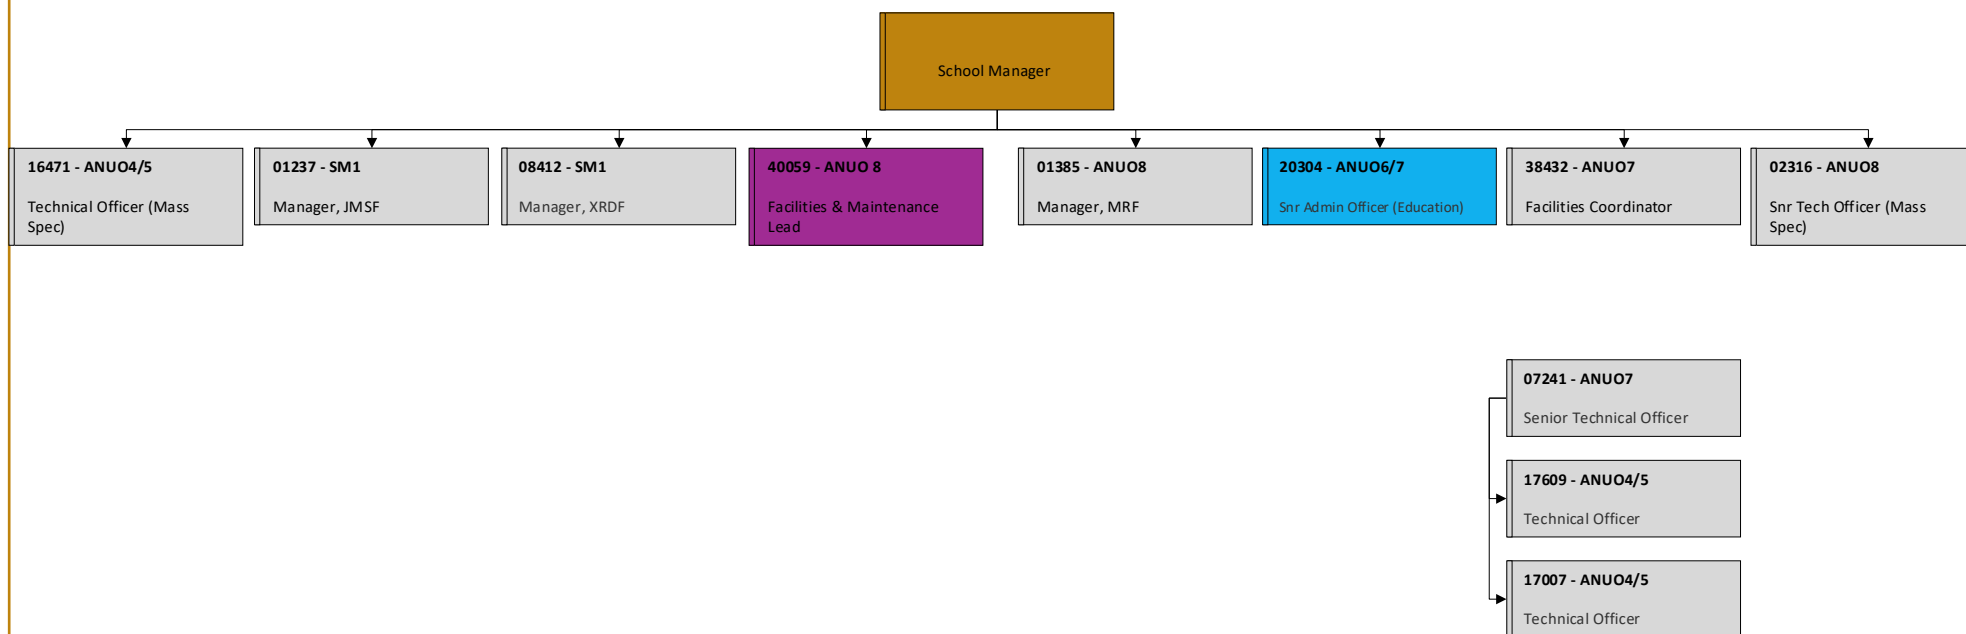 School Manager
16471 - ANUO4/5
Technical Officer (Mass
Spec)
01237 - SM1
Manager, JMSF
08412 - SM1
Manager, XRDF
40059 - ANUO 8
Facilities & Maintenance
Lead
01385 - ANUO8
Manager, MRF
20304 - ANUO6/7
Snr Admin Officer (Education)
38432 - ANUO7
Facilities Coordinator
02316 - ANUO8
Snr Tech Officer (Mass
Spec)
07241 - ANUO7
Senior Technical Officer
17609 - ANUO4/5
Technical Officer
17007 - ANUO4/5
Technical Officer